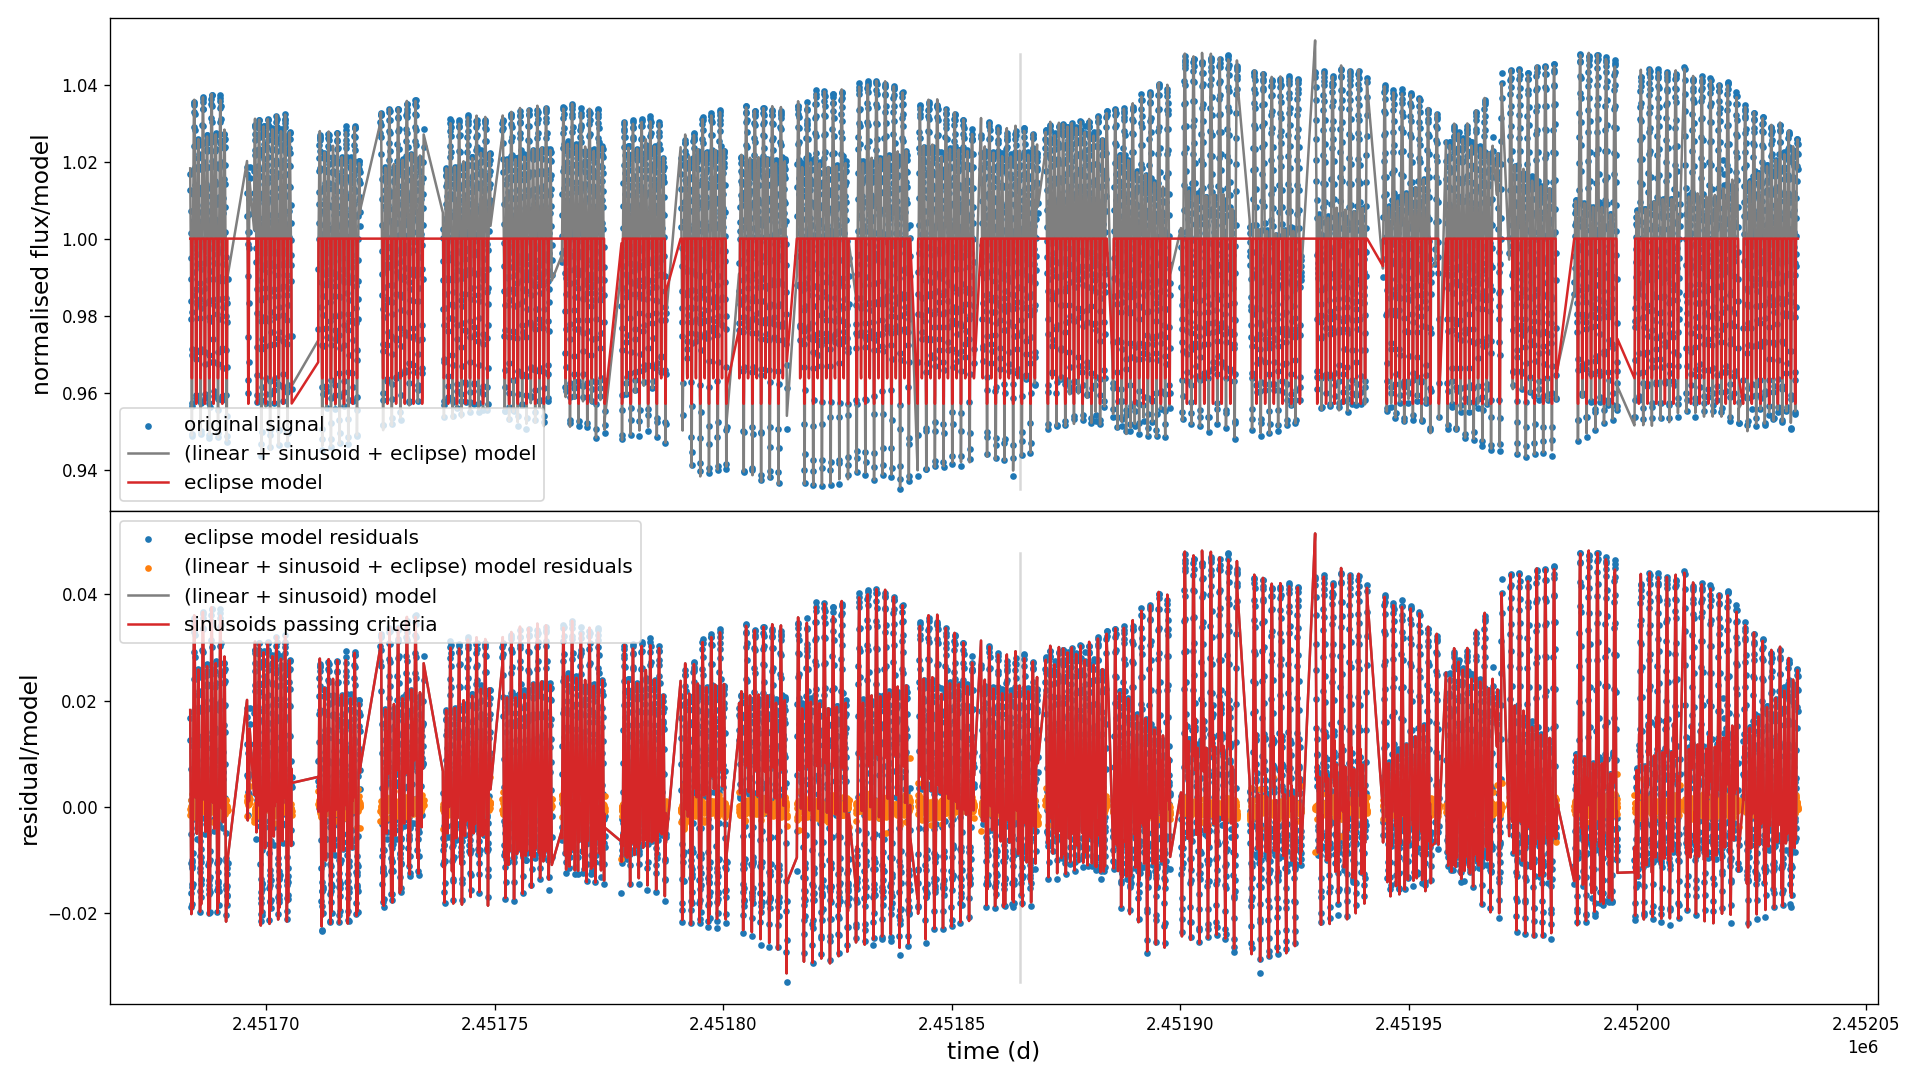 normalised flux/model
1.04
1.02
1.00
0.98
0.96
0.94
original signal
(linear + sinusoid + eclipse) model
eclipse model
residual/model
0.04
0.02
0.00
−0.02
eclipse model residuals
(linear + sinusoid + eclipse) model residuals
(linear + sinusoid) model
sinusoids passing criteria
2.45170
2.45175
2.45180
2.45185
2.45190
2.45195
2.45200
2.45205
time (d)
1e6